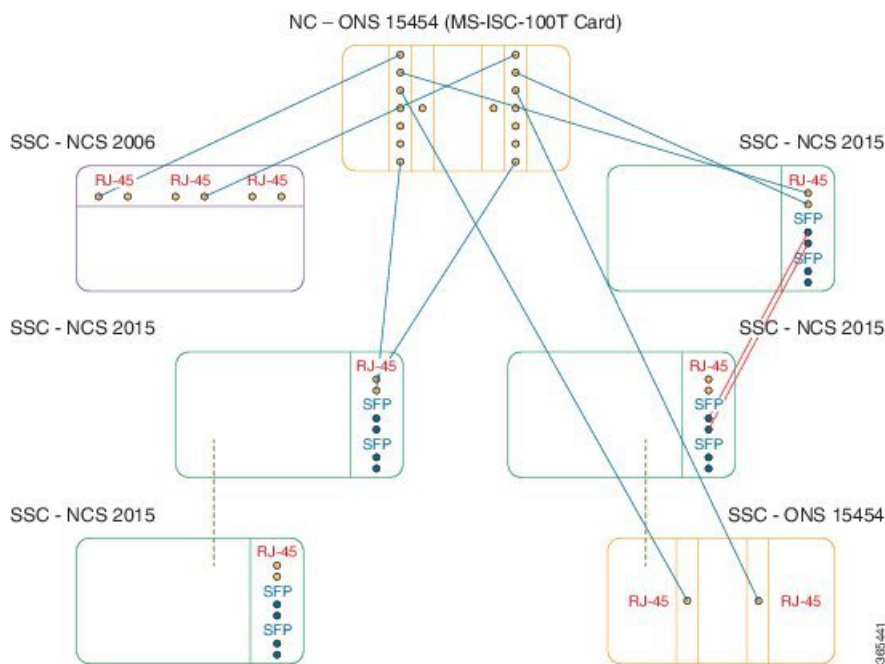 NC – ONS 15454 (MS-ISC-100T Card)
SSC - NCS 2006
RJ-45 RJ-45 RJ-45
SSC - NCS 2015
RJ-45
SFP
SFP
SSC - NCS 2015
RJ-45
SFP
SFP
SSC - NCS 2015
RJ-45
SFP
SFP
SSC - NCS 2015
RJ-45
SFP
SFP
SSC - ONS 15454
RJ-45 RJ-45
365441